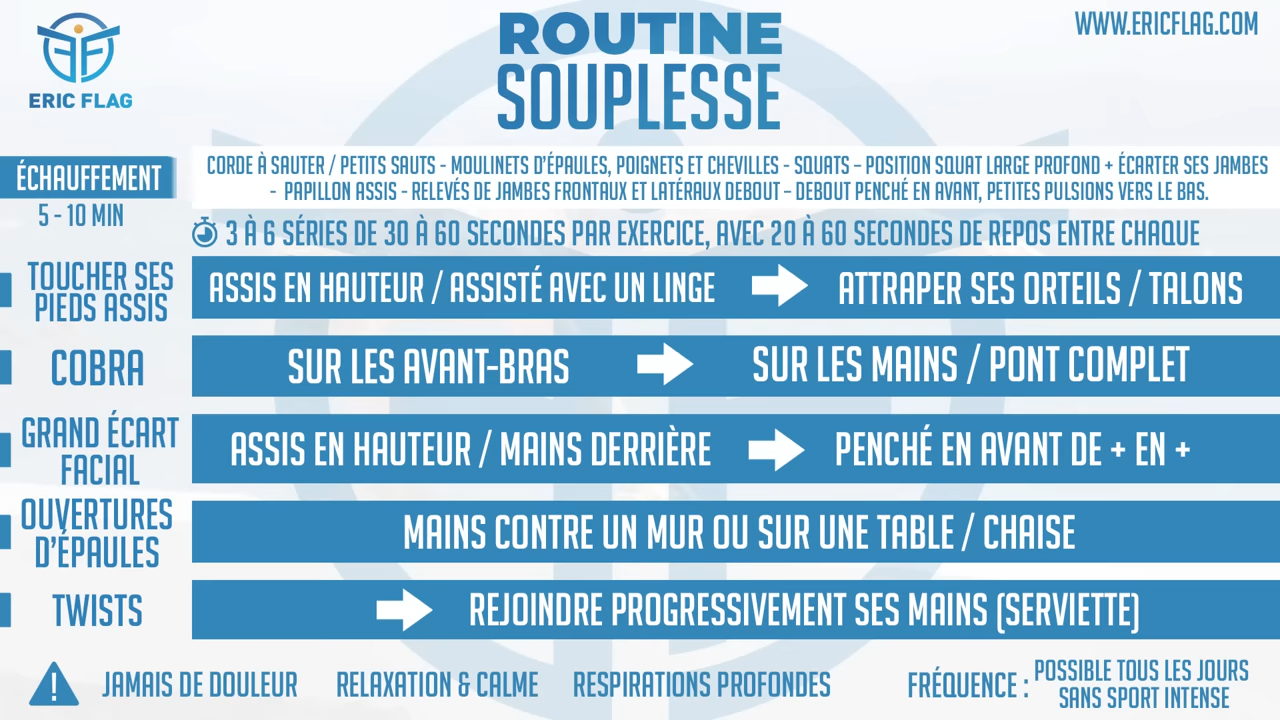 ERIC FLAG
ROUTINE
SOUPLESSE
WWW.ERICFLAG.COM
ÉCHAUFFEMENT
5 - 10 MIN
CORDE À SAUTER / PETITS SAUTS - MOULINETS D'ÉPAULES, POIGNETS ET CHEVILLES - SQUATS – POSITION SQUAT LARGE PROFOND + ÉCARTER SES JAMBES
- PAPILLON ASSIS - RELEVÉS DE JAMBES FRONTAUX ET LATÉRAUX DEBOUT – DEBOUT PENCHÉ EN AVANT, PETITES PULSIONS VERS LE BAS.
3 À 6 SÉRIES DE 30 À 60 SECONDES PAR EXERCICE, AVEC 20 À 60 SECONDES DE REPOS ENTRE CHAQUE
TOUCHER SES
PIEDS ASSIS
ASSIS EN HAUTEUR / ASSISTÉ AVEC UN LINGE
ATTRAPER SES ORTEILS / TALONS
COBRA
SUR LES AVANT-BRAS
SUR LES MAINS / PONT COMPLET
GRAND ÉCART
FACIAL
ASSIS EN HAUTEUR / MAINS DERRIÈRE
PENCHÉ EN AVANT DE + EN +
OUVERTURES
D'ÉPAULES
MAINS CONTRE UN MUR OU SUR UNE TABLE / CHAISE
TWISTS
REJOINDRE PROGRESSIVEMENT SES MAINS (SERVIETTE)
JAMAIS DE DOULEUR
RELAXATION & CALME
RESPIRATIONS PROFONDES
FRÉQUENCE :
POSSIBLE TOUS LES JOURS
SANS SPORT INTENSE